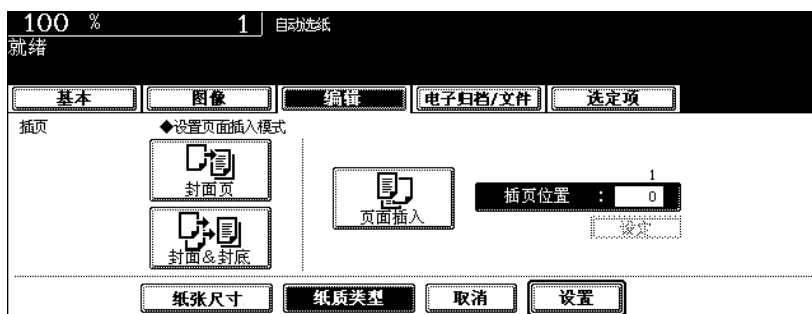 100 % 1 自动选纸
就绪
基本 图像 编辑 电子归档/文件 选定项
插页 ◆设置页面插入模式
封面页
封面&封底
页面插入
1
插页位置 : 0
设定
纸张尺寸 纸质类型 取消 设置